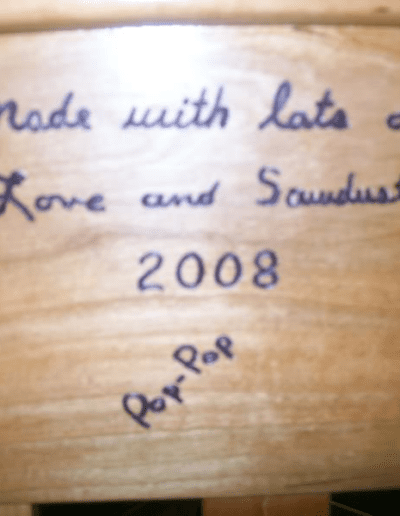 Made with lots o
Love and Sawdust
2008
Pop-Pop